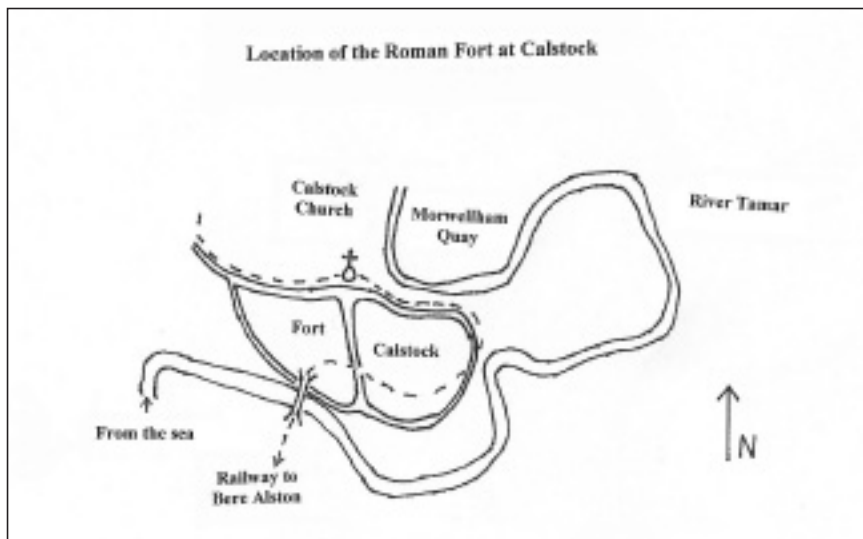 Location of the Roman Fort at Calstock
Calstock
Church
Morwellham
Quay
River Tamar
Fort
Calstock
From the sea
N
Railway to
Bere Alston